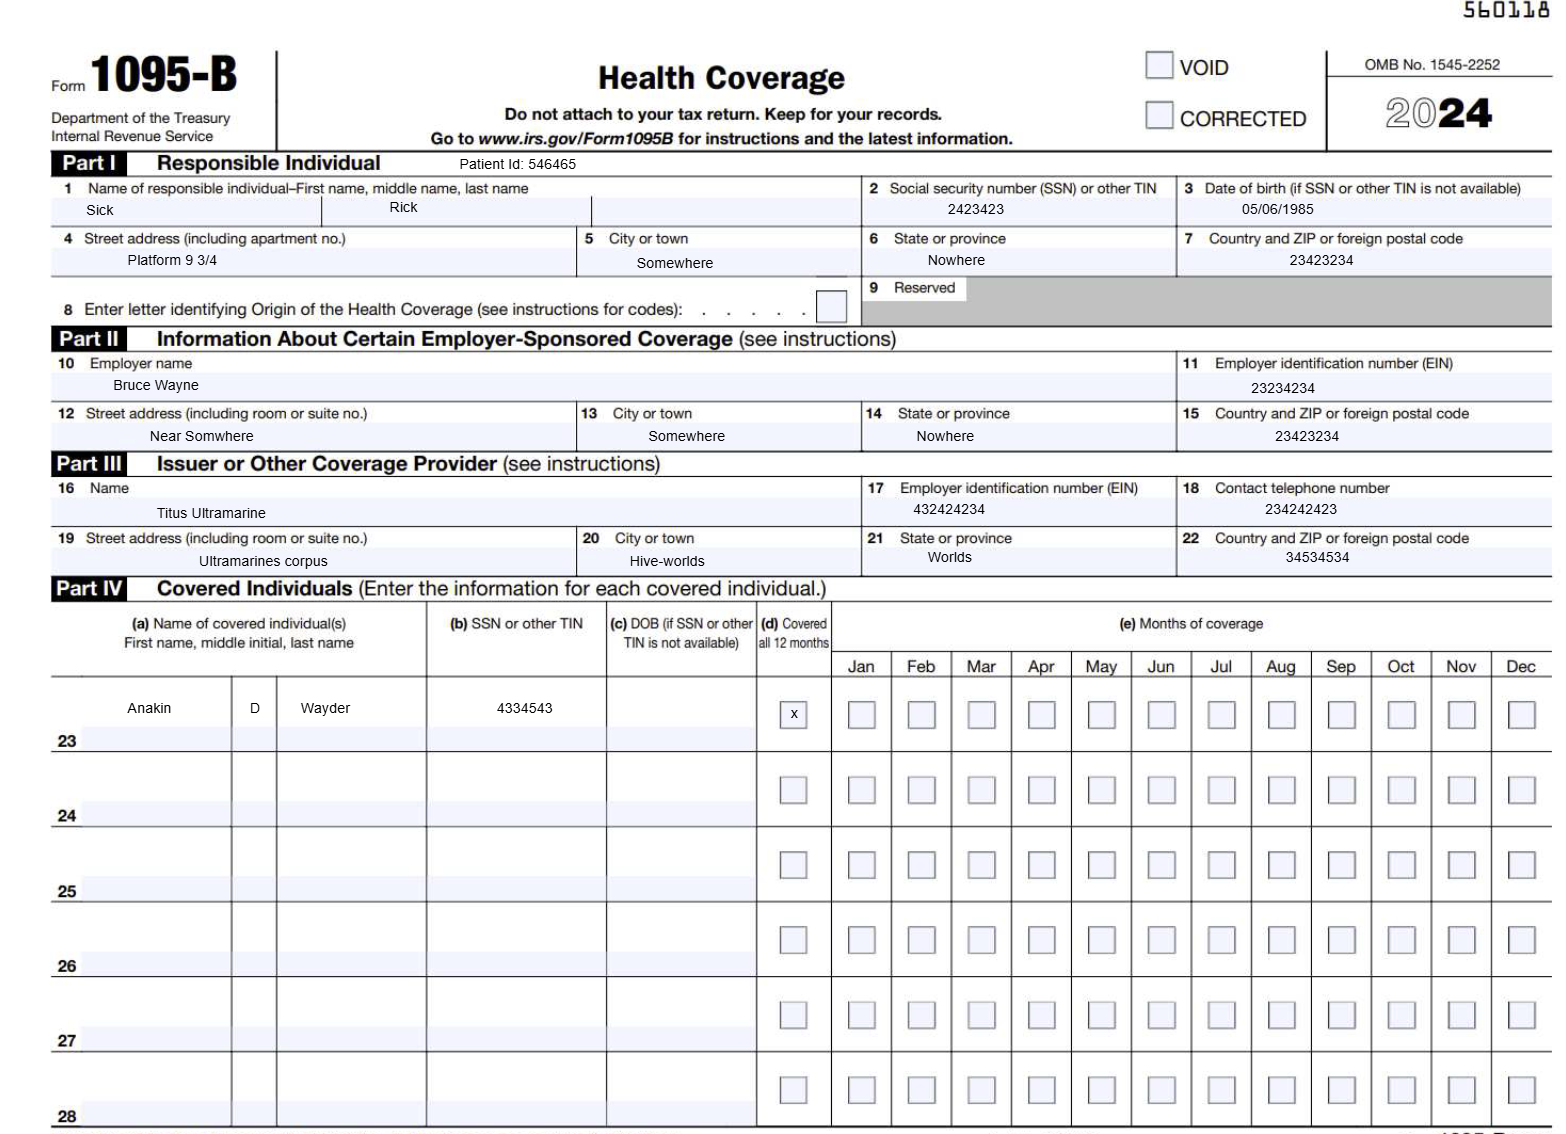 560118
Form 1095-B
Department of the Treasury
Internal Revenue Service
Health Coverage
Do not attach to your tax return. Keep for your records.
Go to www.irs.gov/Form1095B for instructions and the latest information.
VOID
CORRECTED
OMB No. 1545-2252
2024
Part I Responsible Individual Patient Id: 546465
1 Name of responsible individual–First name, middle name, last name
Sick Rick
2 Social security number (SSN) or other TIN
2423423
3 Date of birth (if SSN or other TIN is not available)
05/06/1985
4 Street address (including apartment no.)
Platform 9 3/4
5 City or town
Somewhere
6 State or province
Nowhere
7 Country and ZIP or foreign postal code
23423234
8 Enter letter identifying Origin of the Health Coverage (see instructions for codes): . . . . .
9 Reserved
Part II Information About Certain Employer-Sponsored Coverage (see instructions)
10 Employer name
Bruce Wayne
11 Employer identification number (EIN)
23234234
12 Street address (including room or suite no.)
Near Somwhere
13 City or town
Somewhere
14 State or province
Nowhere
15 Country and ZIP or foreign postal code
23423234
Part III Issuer or Other Coverage Provider (see instructions)
16 Name
Titus Ultramarine
17 Employer identification number (EIN)
432424234
18 Contact telephone number
234242423
19 Street address (including room or suite no.)
Ultramarines corpus
20 City or town
Hive-worlds
21 State or province
Worlds
22 Country and ZIP or foreign postal code
34534534
Part IV Covered Individuals (Enter the information for each covered individual.)
(a) Name of covered individual(s)
First name, middle initial, last name
(b) SSN or other TIN
(c) DOB (if SSN or other
TIN is not available)
(d) Covered
all 12 months
(e) Months of coverage
Jan Feb Mar Apr May Jun Jul Aug Sep Oct Nov Dec
Anakin D Wayder 4334543 x
23
24
25
26
27
28